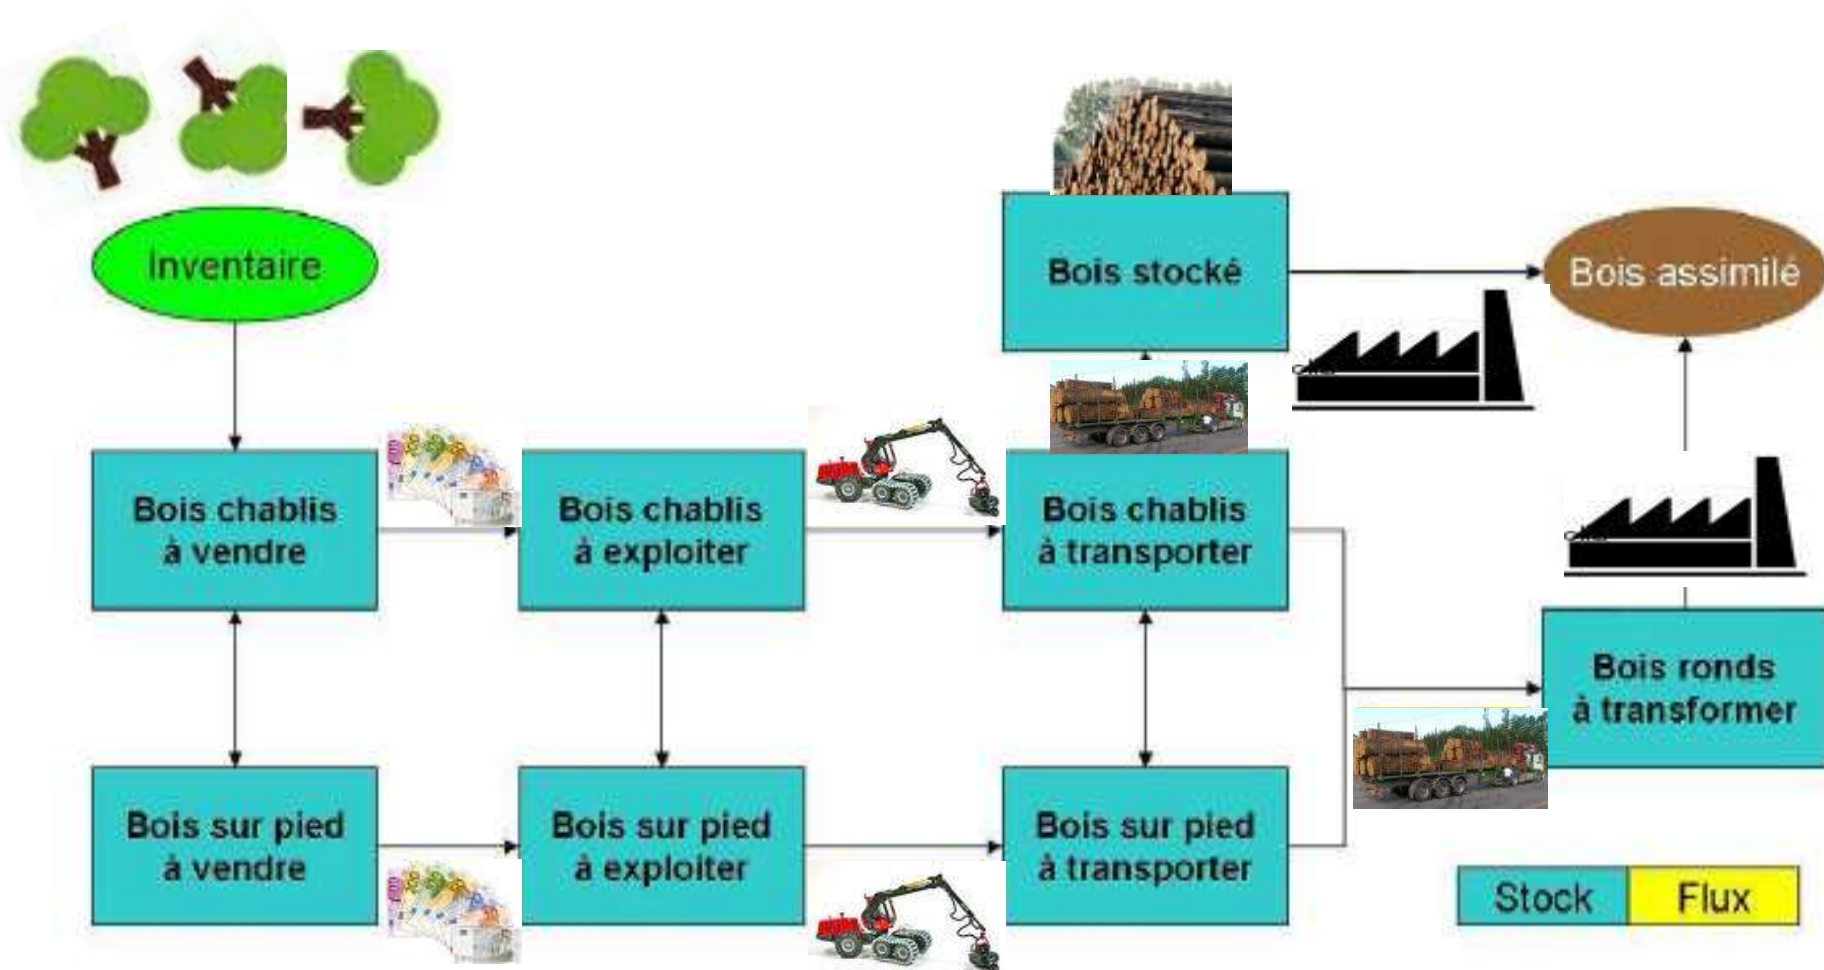 Inventaire
Bois stocké
Bois assimilé
Bois chablis
à vendre
Bois chablis
à exploiter
Bois chablis
à transporter
Bois ronds
à transformer
Bois sur pied
à vendre
Bois sur pied
à exploiter
Bois sur pied
à transporter
Stock
Flux